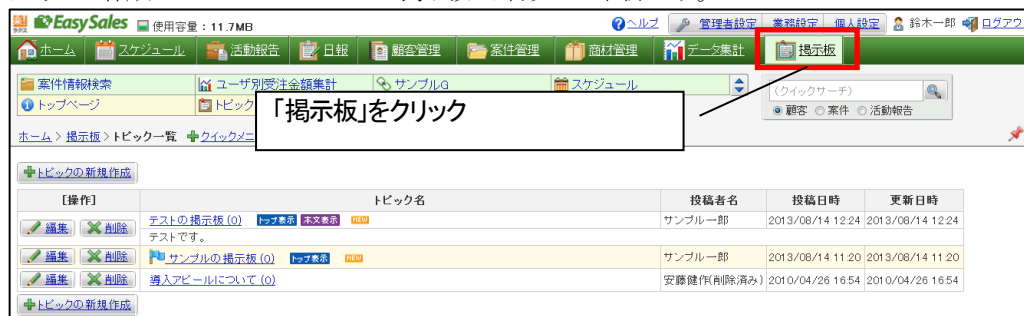 楽楽 EasySales 使用容量：11.7MB ヘルプ 管理者設定 業務設定 個人設定 鈴木一郎 ログアウ
ホーム スケジュール 活動報告 日報 顧客管理 案件管理 商材管理 データ集計 掲示板
案件情報検索 ユーザ別受注金額集計 サンプルG スケジュール (クイックサーチ)
トップページ トピック 顧客 案件 活動報告
「掲示板」をクリック
ホーム > 掲示板 > トピック一覧 クイックメニ
トピックの新規作成
[操作] トピック名 投稿者名 投稿日時 更新日時
編集 削除 テストの掲示板(0) トップ表示 本文表示 NEW サンプル一郎 2013/08/14 12:24 2013/08/14 12:24
テストです。
編集 削除 サンプルの掲示板(0) トップ表示 NEW サンプル一郎 2013/08/14 11:20 2013/08/14 11:20
編集 削除 導入アピールについて(0) 安藤健作(削除済み) 2010/04/26 16:54 2010/04/26 16:54
トピックの新規作成